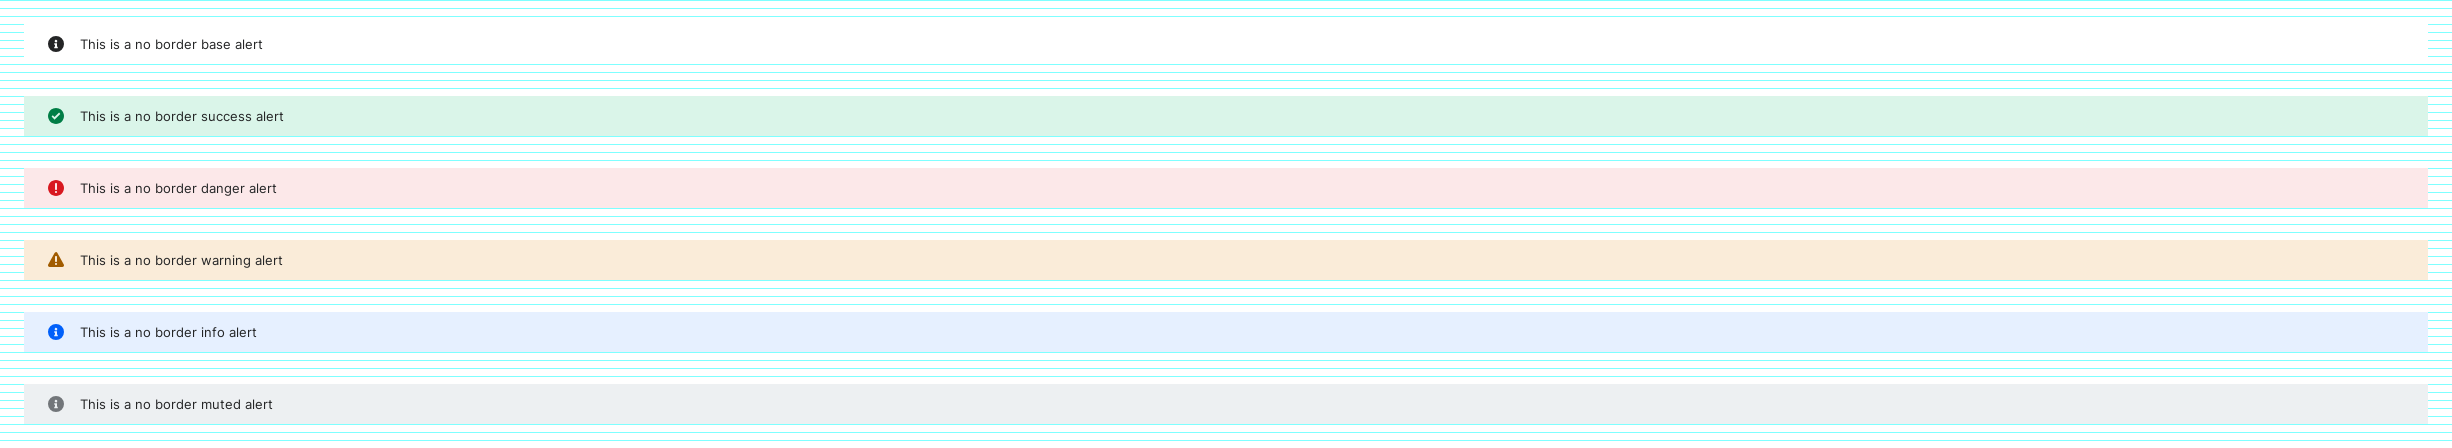 This is a no border base alert
This is a no border success alert
This is a no border danger alert
This is a no border warning alert
This is a no border info alert
This is a no border muted alert